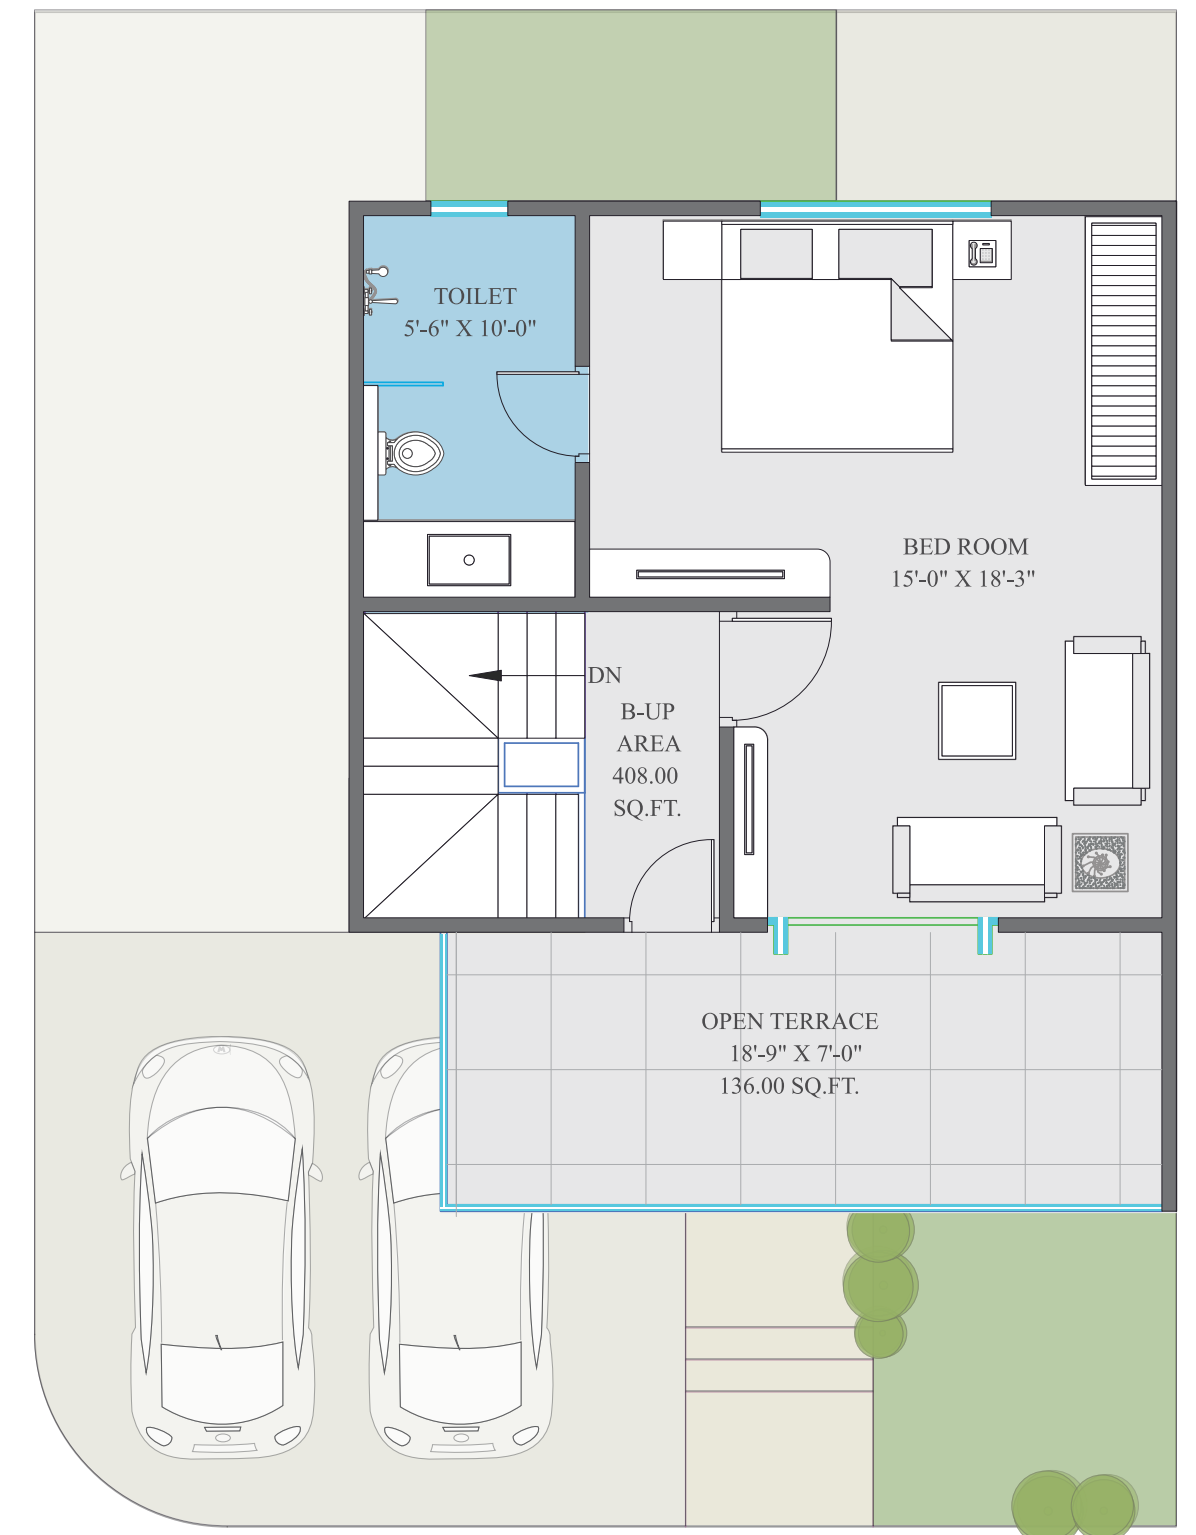 TOILET
5'-6" X 10'-0"
BED ROOM
15'-0" X 18'-3"
DN
B-UP
AREA
408.00
SQ.FT.
OPEN TERRACE
18'-9" X 7'-0"
136.00 SQ.FT.